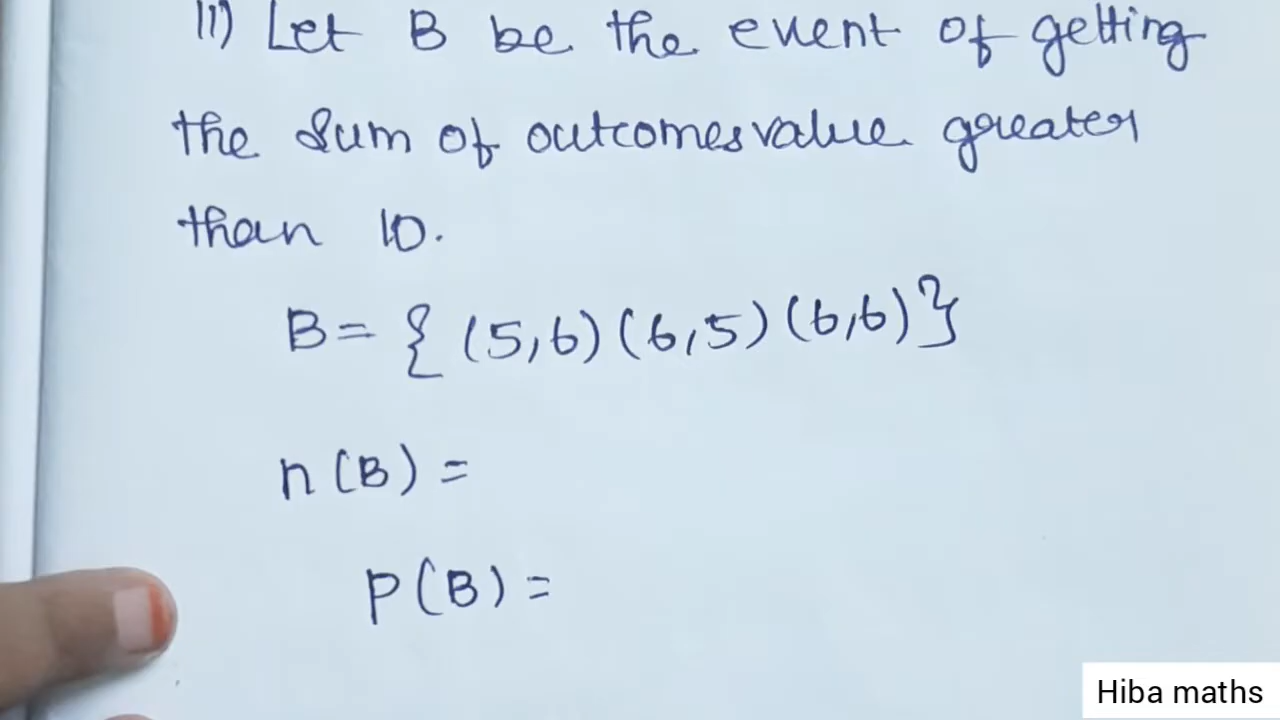 ii) Let B be the event of getting
the sum of outcomes value greater
than 10.
B = { (5,6) (6,5) (6,6) }
n (B) =
P (B) =
Hiba maths